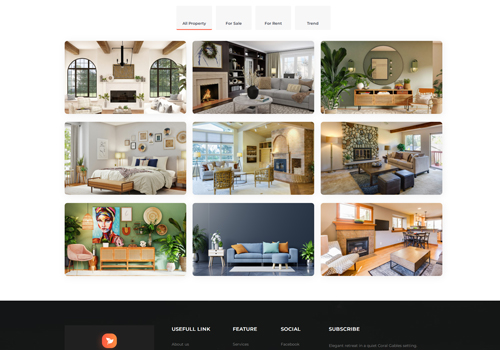 All Property
For Sale
For Rent
Trend
USEFULL LINK
FEATURE
SOCIAL
SUBSCRIBE
About us
Services
Facebook
Elegant retreat in a quiet Coral Gables setting.